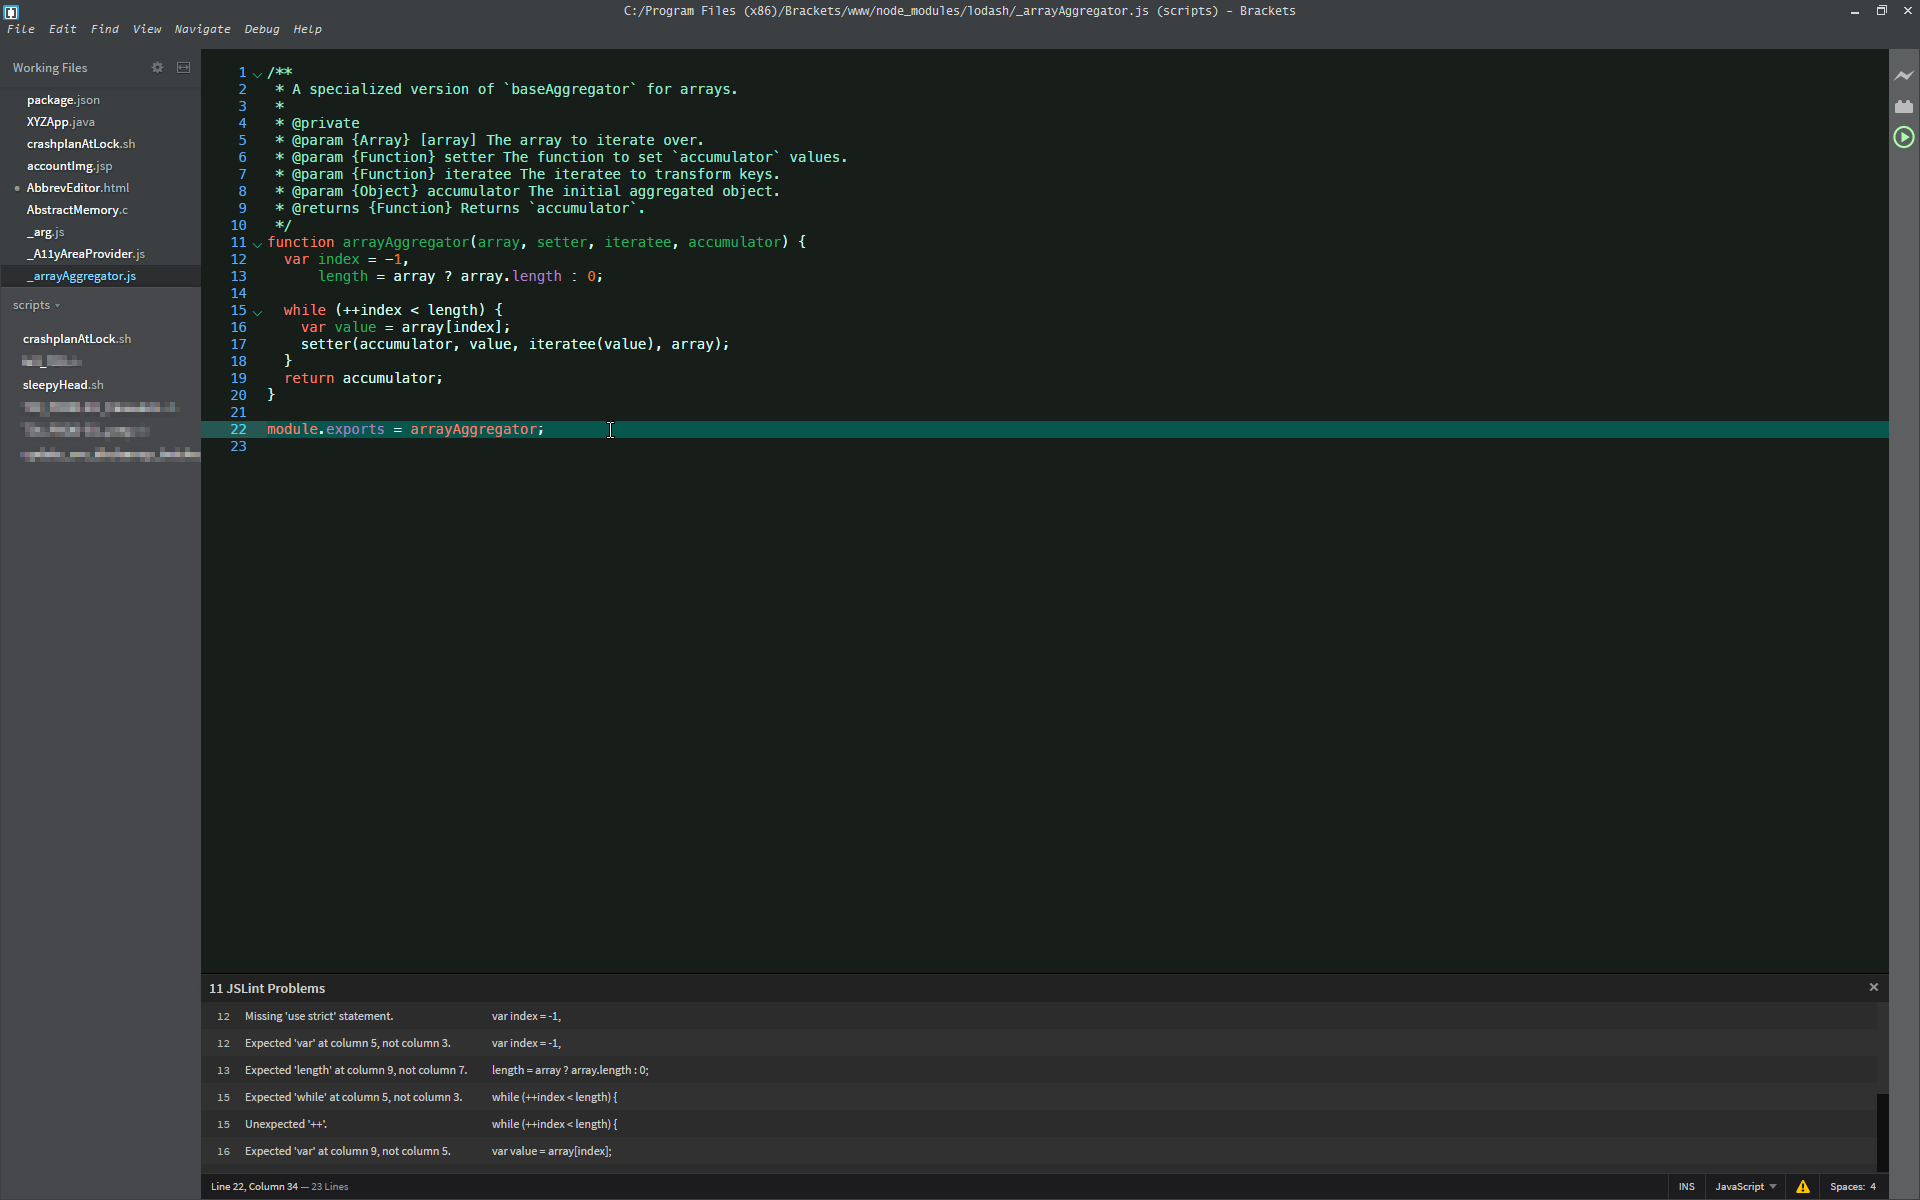 C:/Program Files (x86)/Brackets/www/node_modules/lodash/_arrayAggregator.js (scripts) - Brackets
File Edit Find View Navigate Debug Help
Working Files
package.json
XYZApp.java
crashplanAtLock.sh
accountImg.jsp
AbbrevEditor.html
AbstractMemory.c
_arg.js
_A11yAreaProvider.js
_arrayAggregator.js
scripts
crashplanAtLock.sh
sleepyHead.sh
1 /**
2 * A specialized version of `baseAggregator` for arrays.
3 *
4 * @private
5 * @param {Array} [array] The array to iterate over.
6 * @param {Function} setter The function to set `accumulator` values.
7 * @param {Function} iteratee The iteratee to transform keys.
8 * @param {Object} accumulator The initial aggregated object.
9 * @returns {Function} Returns `accumulator`.
10 */
11 function arrayAggregator(array, setter, iteratee, accumulator) {
12 var index = -1,
13 length = array ? array.length : 0;
14
15 while (++index < length) {
16 var value = array[index];
17 setter(accumulator, value, iteratee(value), array);
18 }
19 return accumulator;
20 }
21
22 module.exports = arrayAggregator;
23
11 JSLint Problems
12 Missing 'use strict' statement. var index = -1,
12 Expected 'var' at column 5, not column 3. var index = -1,
13 Expected 'length' at column 9, not column 7. length = array ? array.length : 0;
15 Expected 'while' at column 5, not column 3. while (++index < length) {
15 Unexpected '++'. while (++index < length) {
16 Expected 'var' at column 9, not column 5. var value = array[index];
Line 22, Column 34 — 23 Lines
INS JavaScript Spaces: 4